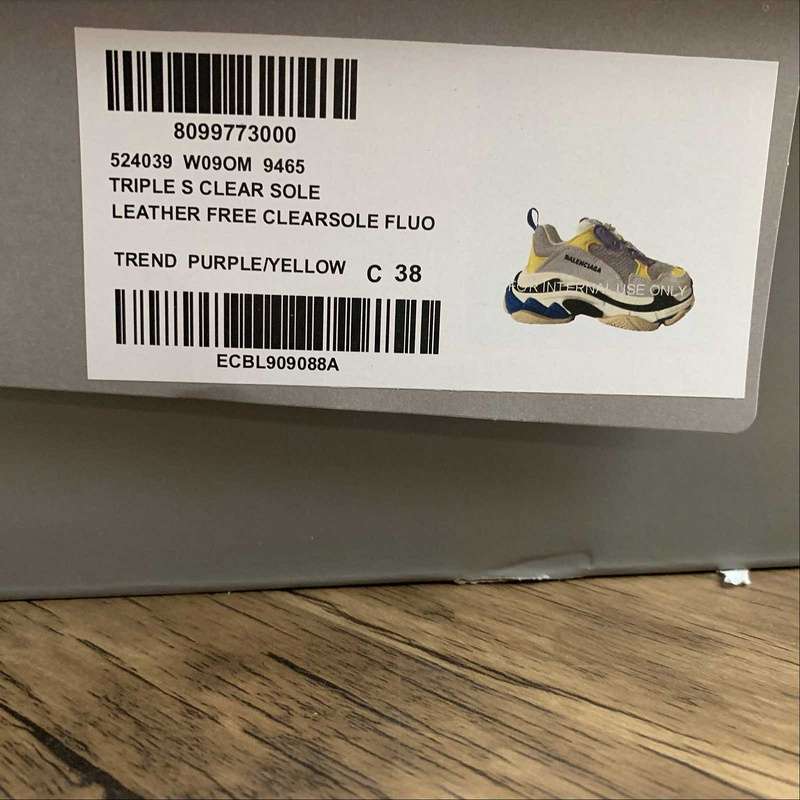 8099773000
524039 W09OM 9465
TRIPLE S CLEAR SOLE
LEATHER FREE CLEARSOLE FLUO
TREND PURPLE/YELLOW C 38
ECBL909088A
BALENCIAGA
FOR INTERNAL USE ONLY